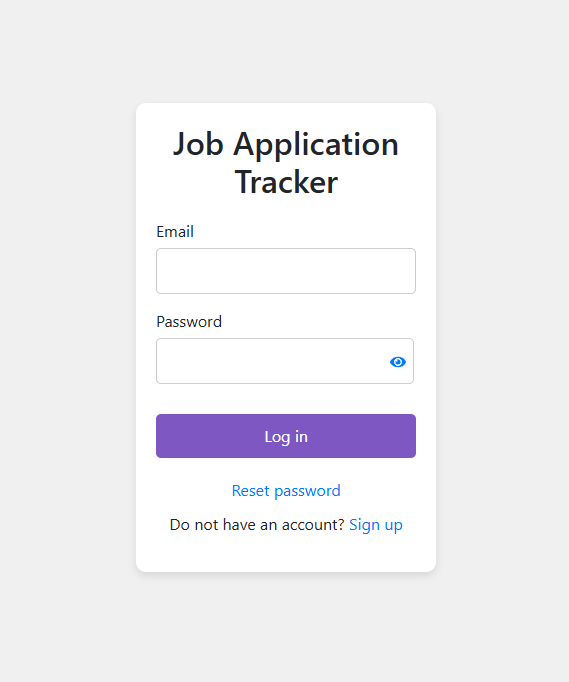 Job Application
Tracker
Email
Password
Log in
Reset password
Do not have an account? Sign up